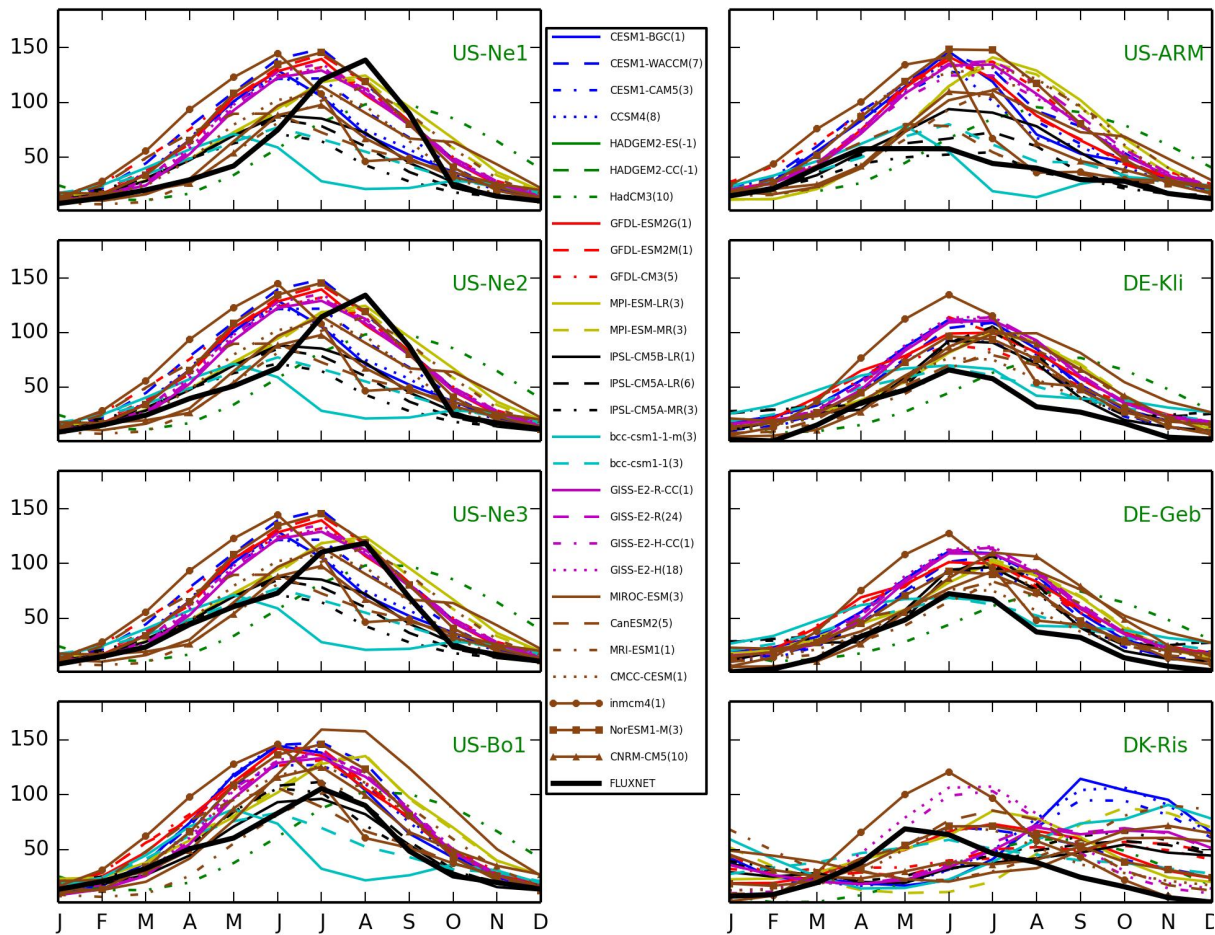 150
100
50
US-Ne1
150
100
50
US-Ne2
150
100
50
US-Ne3
150
100
50
US-Bo1
J F M A M J J A S O N D
CESM1-BGC(1)
CESM1-WACCM(7)
CESM1-CAM5(3)
CCSM4(8)
HADGEM2-ES(-1)
HADGEM2-CC(-1)
HadCM3(10)
GFDL-ESM2G(1)
GFDL-ESM2M(1)
GFDL-CM3(5)
MPI-ESM-LR(3)
MPI-ESM-MR(3)
IPSL-CM5B-LR(1)
IPSL-CM5A-LR(6)
IPSL-CM5A-MR(3)
bcc-csm1-1-m(3)
bcc-csm1-1(3)
GISS-E2-R-CC(1)
GISS-E2-R(24)
GISS-E2-H-CC(1)
GISS-E2-H(18)
MIROC-ESM(3)
CanESM2(5)
MRI-ESM1(1)
CMCC-CESM(1)
inmcm4(1)
NorESM1-M(3)
CNRM-CM5(10)
FLUXNET
US-ARM
DE-Kli
DE-Geb
DK-Ris
J F M A M J J A S O N D